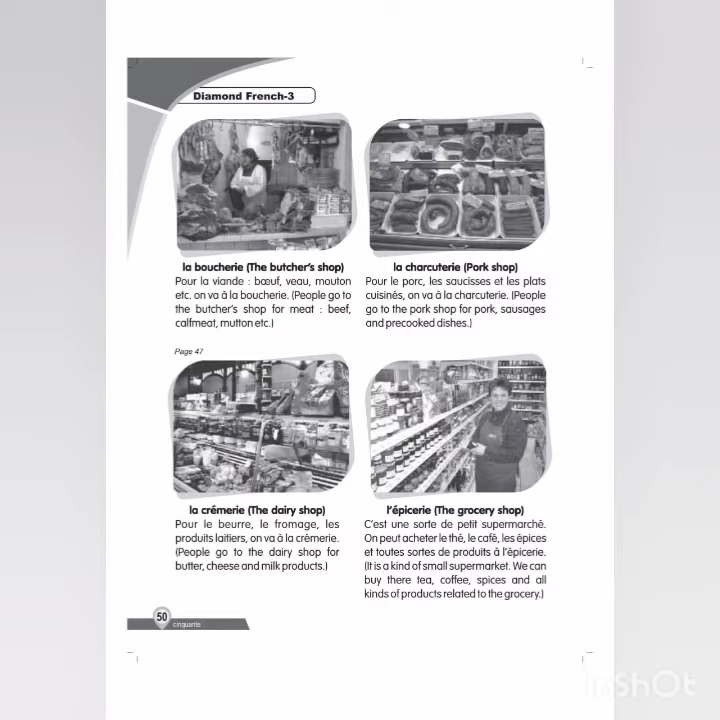 Diamond French-3
la boucherie (The butcher's shop)
Pour la viande : bœuf, veau, mouton
etc. on va à la boucherie. (People go to
the butcher's shop for meat : beef,
calfmeat, mutton etc.)
la charcuterie (Pork shop)
Pour le porc, les saucisses et les plats
cuisinés, on va à la charcuterie. (People
go to the pork shop for pork, sausages
and precooked dishes.)
Page 47
la crémerie (The dairy shop)
Pour le beurre, le fromage, les
produits laitiers, on va à la crémerie.
(People go to the dairy shop for
butter, cheese and milk products.)
l'épicerie (The grocery shop)
C'est une sorte de petit supermarché.
On peut acheter le thé, le café, les épices
et toutes sortes de produits à l'épicerie.
(It is a kind of small supermarket. We can
buy there tea, coffee, spices and all
kinds of products related to the grocery.)
50
cinquante
InShOt